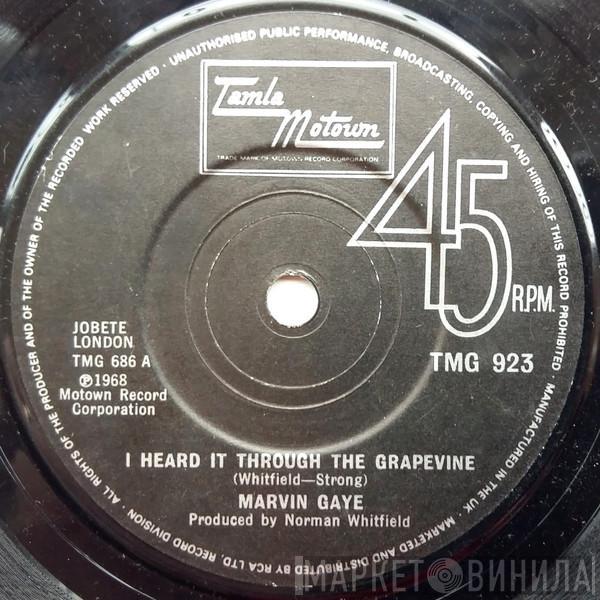 ALL RIGHTS OF THE PRODUCER AND OF THE OWNER OF THE RECORDED WORK RESERVED · UNAUTHORISED PUBLIC PERFORMANCE, BROADCASTING, COPYING AND HIRING OF THIS RECORD PROHIBITED · MANUFACTURED IN THE UK · MARKETED AND DISTRIBUTED BY RCA LTD. RECORD DIVISION ·
Tamla
Motown
TRADE MARK OF MOTOWN RECORD CORPORATION
45 R.P.M.
TMG 923
JOBETE
LONDON
TMG 686 A
℗1968
Motown Record
Corporation
I HEARD IT THROUGH THE GRAPEVINE
(Whitfield—Strong)
MARVIN GAYE
Produced by Norman Whitfield
МАРКЕТ ВИНИЛА